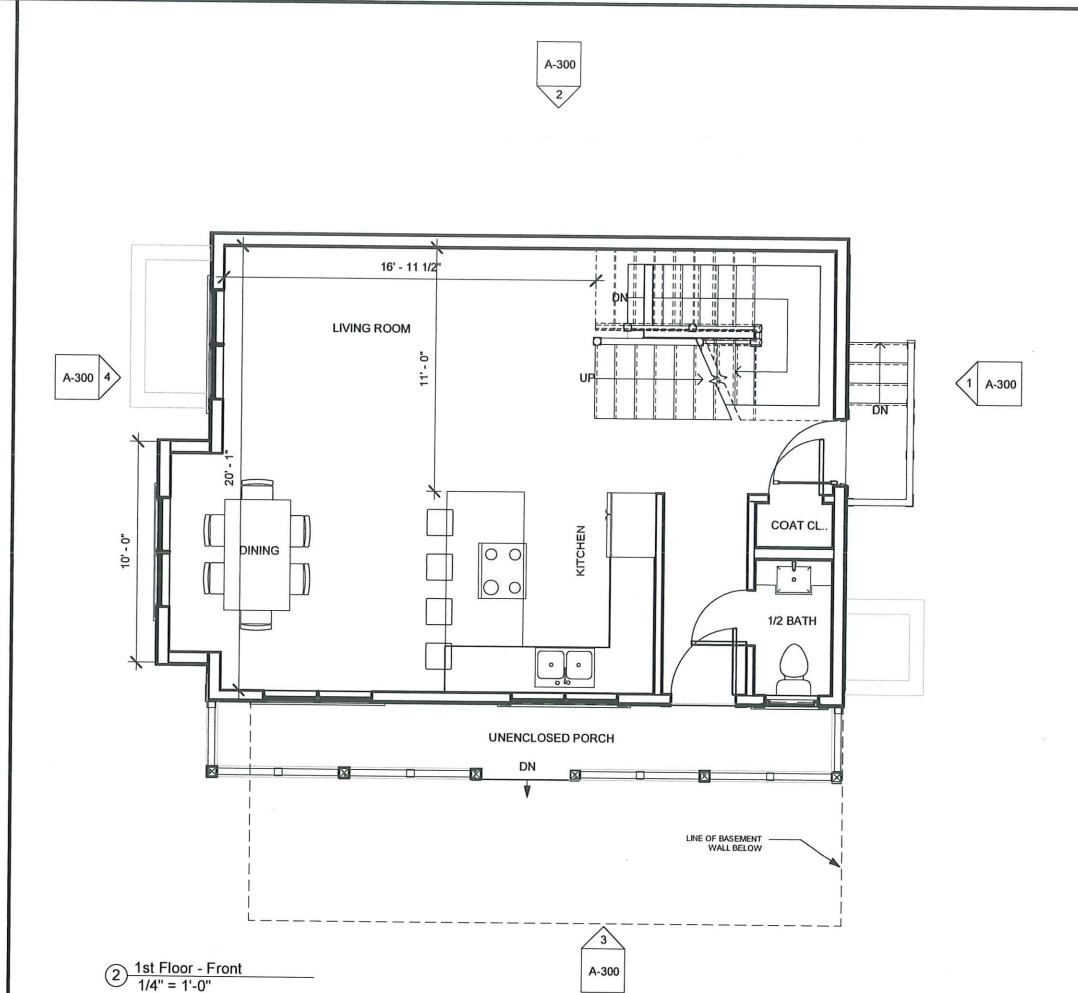 A-300
2
16' - 11 1/2"
DN
LIVING ROOM
11' - 0"
UP
A-300 4
1 A-300
DN
20' - 1"
10' - 0"
DINING
KITCHEN
COAT CL..
1/2 BATH
UNENCLOSED PORCH
DN
LINE OF BASEMENT
WALL BELOW
3
A-300
2 1st Floor - Front
1/4" = 1'-0"